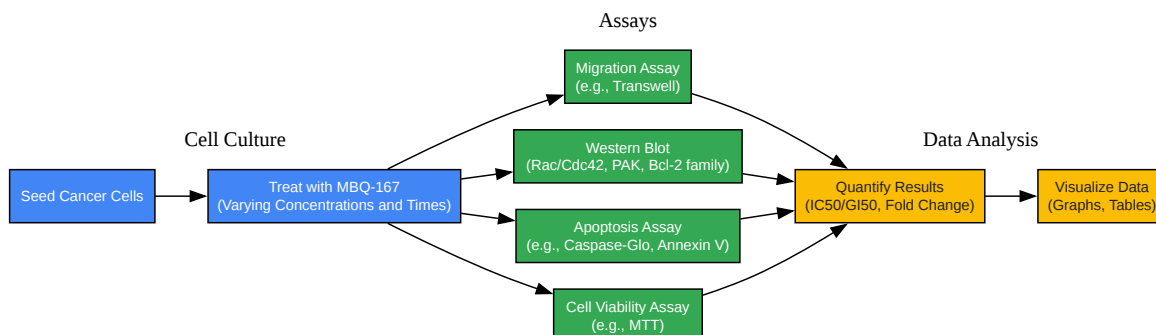 Assays
Migration Assay
(e.g., Transwell)
Cell Culture
Data Analysis
Western Blot
(Rac/Cdc42, PAK, Bcl-2 family)
Seed Cancer Cells
Treat with MBQ-167
(Varying Concentrations and Times)
Quantify Results
(IC50/GI50, Fold Change)
Visualize Data
(Graphs, Tables)
Apoptosis Assay
(e.g., Caspase-Glo, Annexin V)
Cell Viability Assay
(e.g., MTT)